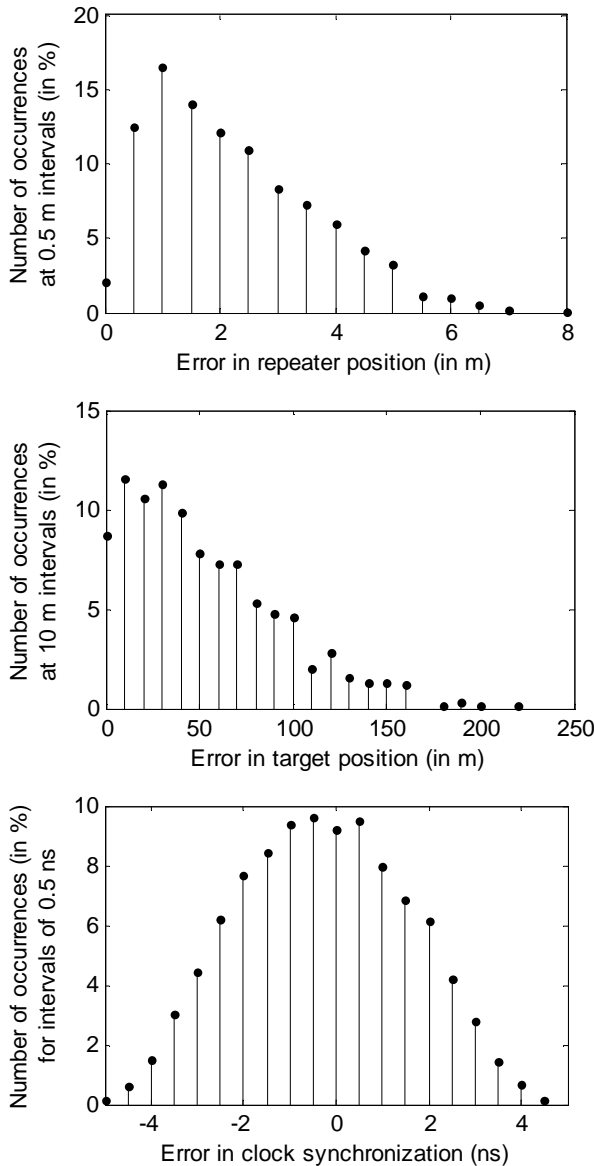 Number of occurrences
at 0.5 m intervals (in %)
20
15
10
5
0
0 2 4 6 8
Error in repeater position (in m)
Number of occurrences
at 10 m intervals (in %)
15
10
5
0
0 50 100 150 200 250
Error in target position (in m)
Number of occurrences (in %)
for intervals of 0.5 ns
10
8
6
4
2
0
-4 -2 0 2 4
Error in clock synchronization (ns)